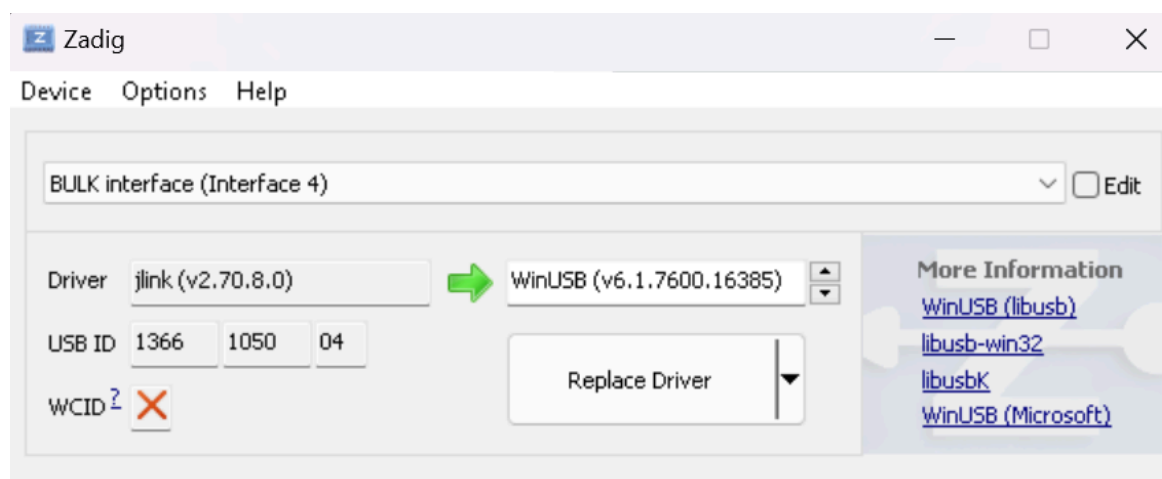 Zadig
Device Options Help
BULK interface (Interface 4)
Edit
Driver jlink (v2.70.8.0) WinUSB (v6.1.7600.16385)
USB ID 1366 1050 04
WCID ?
Replace Driver
More Information
WinUSB (libusb)
libusb-win32
libusbK
WinUSB (Microsoft)